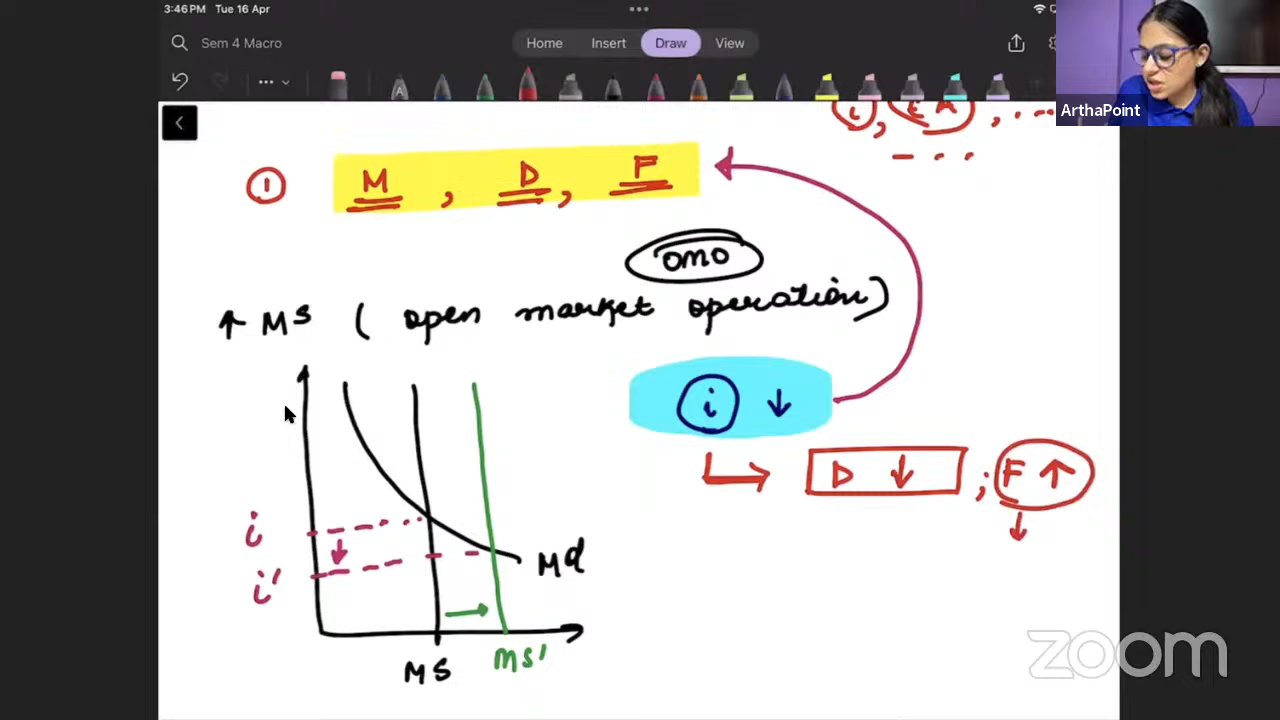 3:46 PM Tue 16 Apr
Sem 4 Macro
Home Insert Draw View
ArthaPoint
i,
① M, D, F
OMO
↑ MS (open market operation)
i ↓
↳ D ↓ ; F ↑
↓
i
i'
Md
MS
MS'
zoom